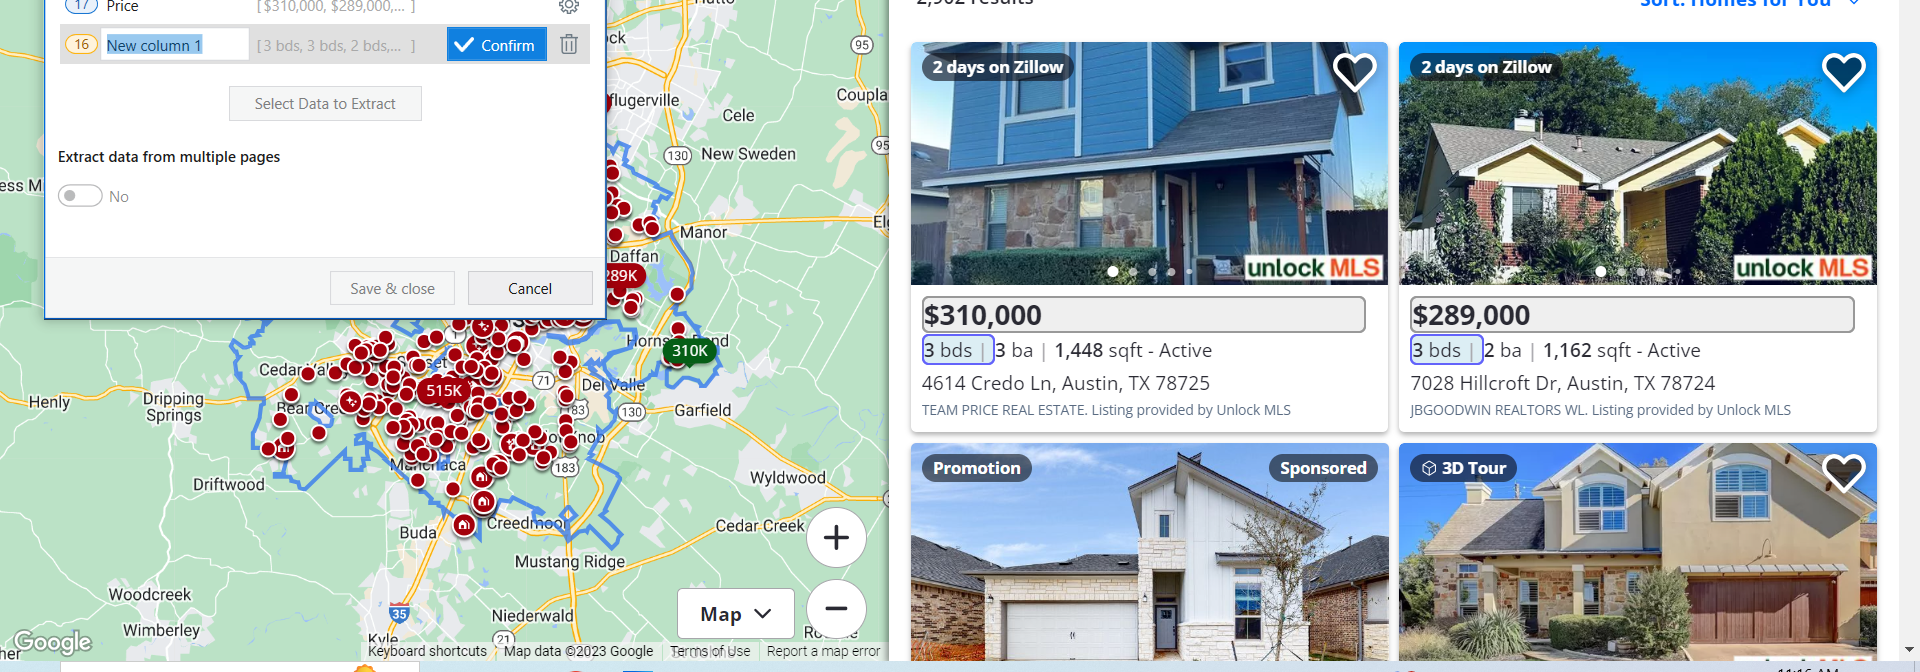 17 Price [ $310,000, $289,000,... ]
16 New column 1 [ 3 bds, 3 bds, 2 bds,... ] Confirm
Select Data to Extract
Extract data from multiple pages
No
Save & close Cancel
95
flugerville
Cele
Coupla
95
130 New Sweden
Manor
Daffan
289K
Horns
310K
Cedar
515K
71
Del Valle
Henly
Dripping
Springs
Bear Cree
183
130
Garfield
Manchaca
183
Driftwood
Wyldwood
Buda
Creedmoor
Cedar Creek
Mustang Ridge
Woodcreek
35
Niederwald
Map
Wimberley
21
Kyle
Google
Keyboard shortcuts Map data ©2023 Google Terms of Use Report a map error
2,902 results
Sort: Homes for You
2 days on Zillow
unlock MLS
$310,000
3 bds | 3 ba | 1,448 sqft - Active
4614 Credo Ln, Austin, TX 78725
TEAM PRICE REAL ESTATE. Listing provided by Unlock MLS
2 days on Zillow
unlock MLS
$289,000
3 bds | 2 ba | 1,162 sqft - Active
7028 Hillcroft Dr, Austin, TX 78724
JBGOODWIN REALTORS WL. Listing provided by Unlock MLS
Promotion Sponsored
3D Tour